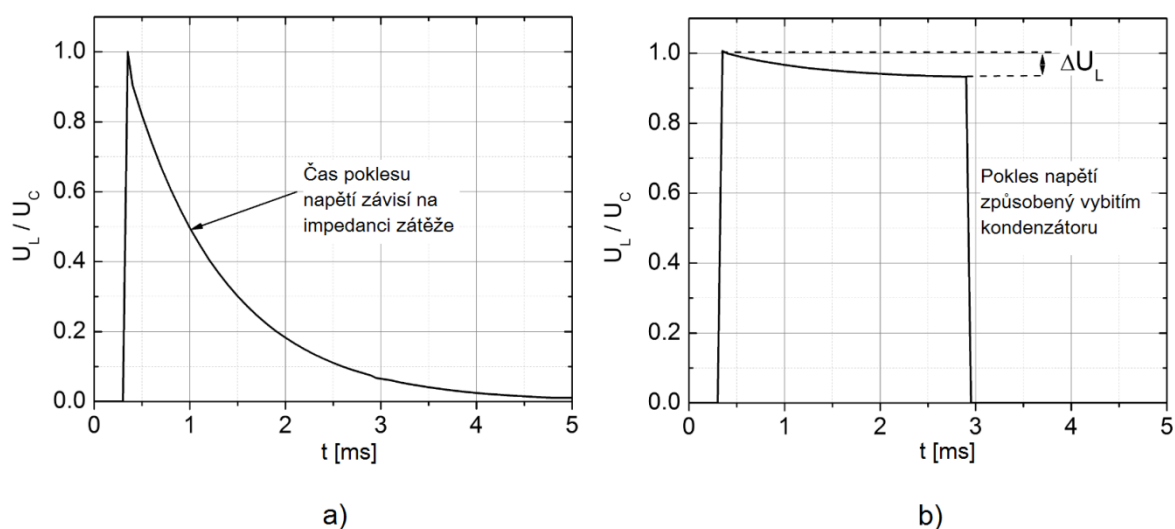 1.0
0.8
0.6
0.4
0.2
0.0
U_L / U_C
Čas poklesu
napětí závisí na
impedanci zátěže
0 1 2 3 4 5
t [ms]
a)
1.0
0.8
0.6
0.4
0.2
0.0
U_L / U_C
ΔU_L
Pokles napětí
způsobený vybitím
kondenzátoru
0 1 2 3 4 5
t [ms]
b)